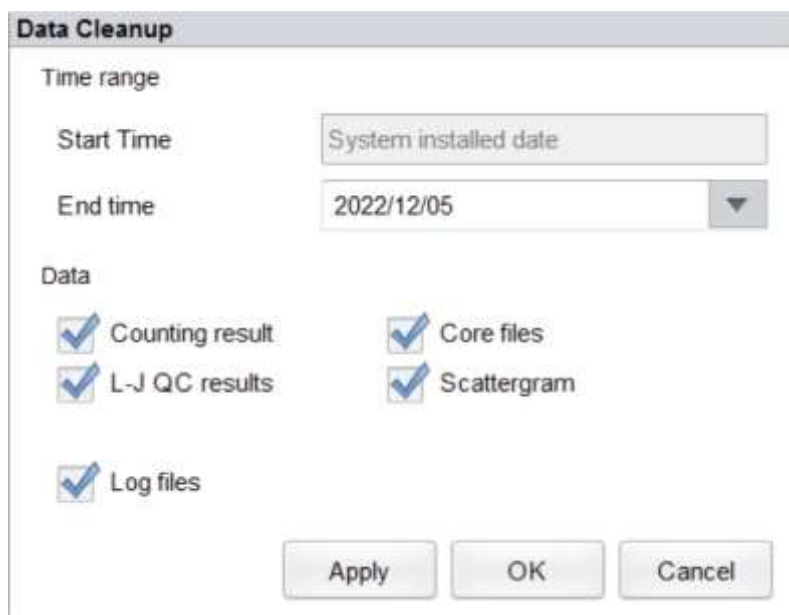 Data Cleanup
Time range
Start Time System installed date
End time 2022/12/05
Data
Counting result Core files
L-J QC results Scattergram
Log files
Apply OK Cancel